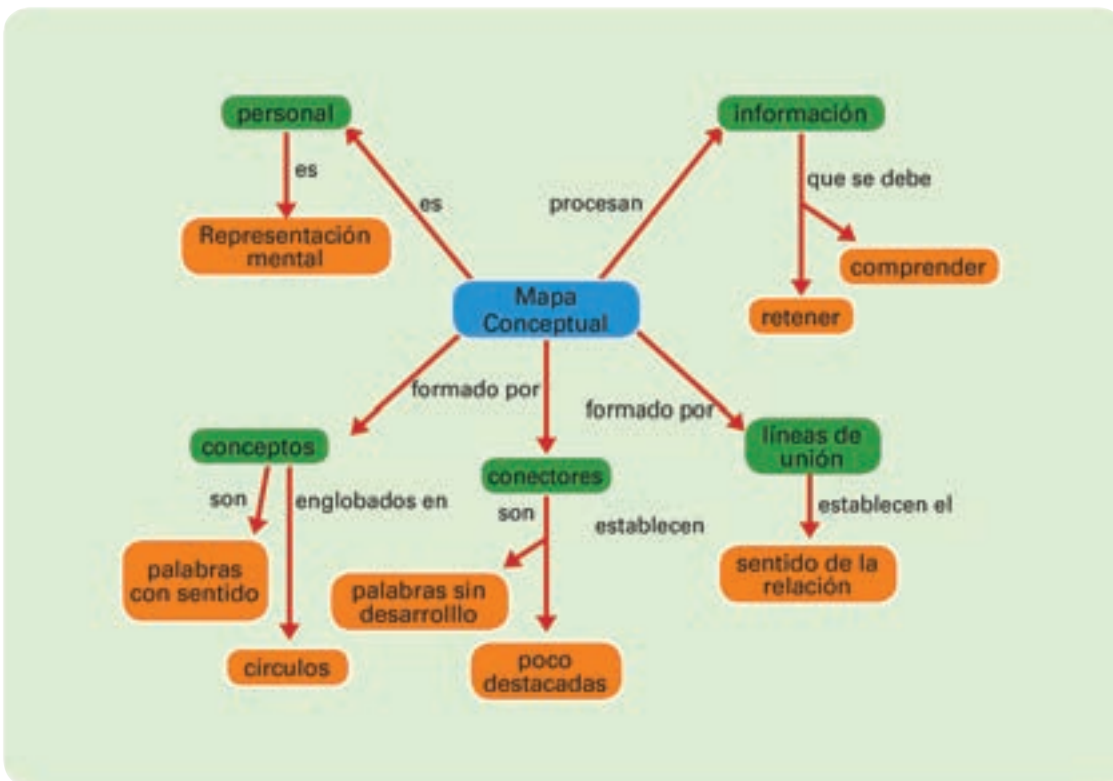 personal
información
es
que se debe
es
procesan
Representación
mental
comprender
Mapa
Conceptual
retener
formado por
formado por
conceptos
conectores
líneas de
unión
son
englobados en
son
establecen
establecen el
palabras
con sentido
palabras sin
desarrolllo
sentido de la
relación
circulos
poco
destacadas